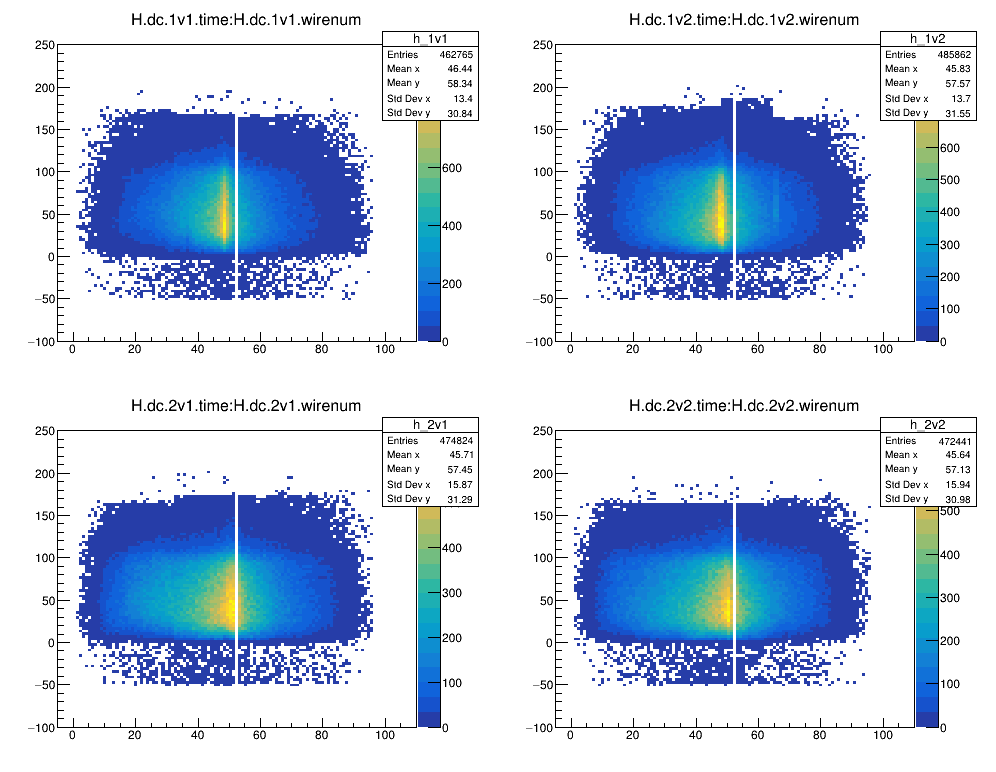 H.dc.1v1.time:H.dc.1v1.wirenum
h_1v1
Entries 462765
Mean x 46.44
Mean y 58.34
Std Dev x 13.4
Std Dev y 30.84
250
200
150
100
50
0
−50
−100
0 20 40 60 80 100
600
400
200
0
H.dc.1v2.time:H.dc.1v2.wirenum
h_1v2
Entries 485862
Mean x 45.83
Mean y 57.57
Std Dev x 13.7
Std Dev y 31.55
250
200
150
100
50
0
−50
−100
0 20 40 60 80 100
600
500
400
300
200
100
0
H.dc.2v1.time:H.dc.2v1.wirenum
h_2v1
Entries 474824
Mean x 45.71
Mean y 57.45
Std Dev x 15.87
Std Dev y 31.29
250
200
150
100
50
0
−50
−100
0 20 40 60 80 100
400
300
200
100
0
H.dc.2v2.time:H.dc.2v2.wirenum
h_2v2
Entries 472441
Mean x 45.64
Mean y 57.13
Std Dev x 15.94
Std Dev y 30.98
250
200
150
100
50
0
−50
−100
0 20 40 60 80 100
500
400
300
200
100
0